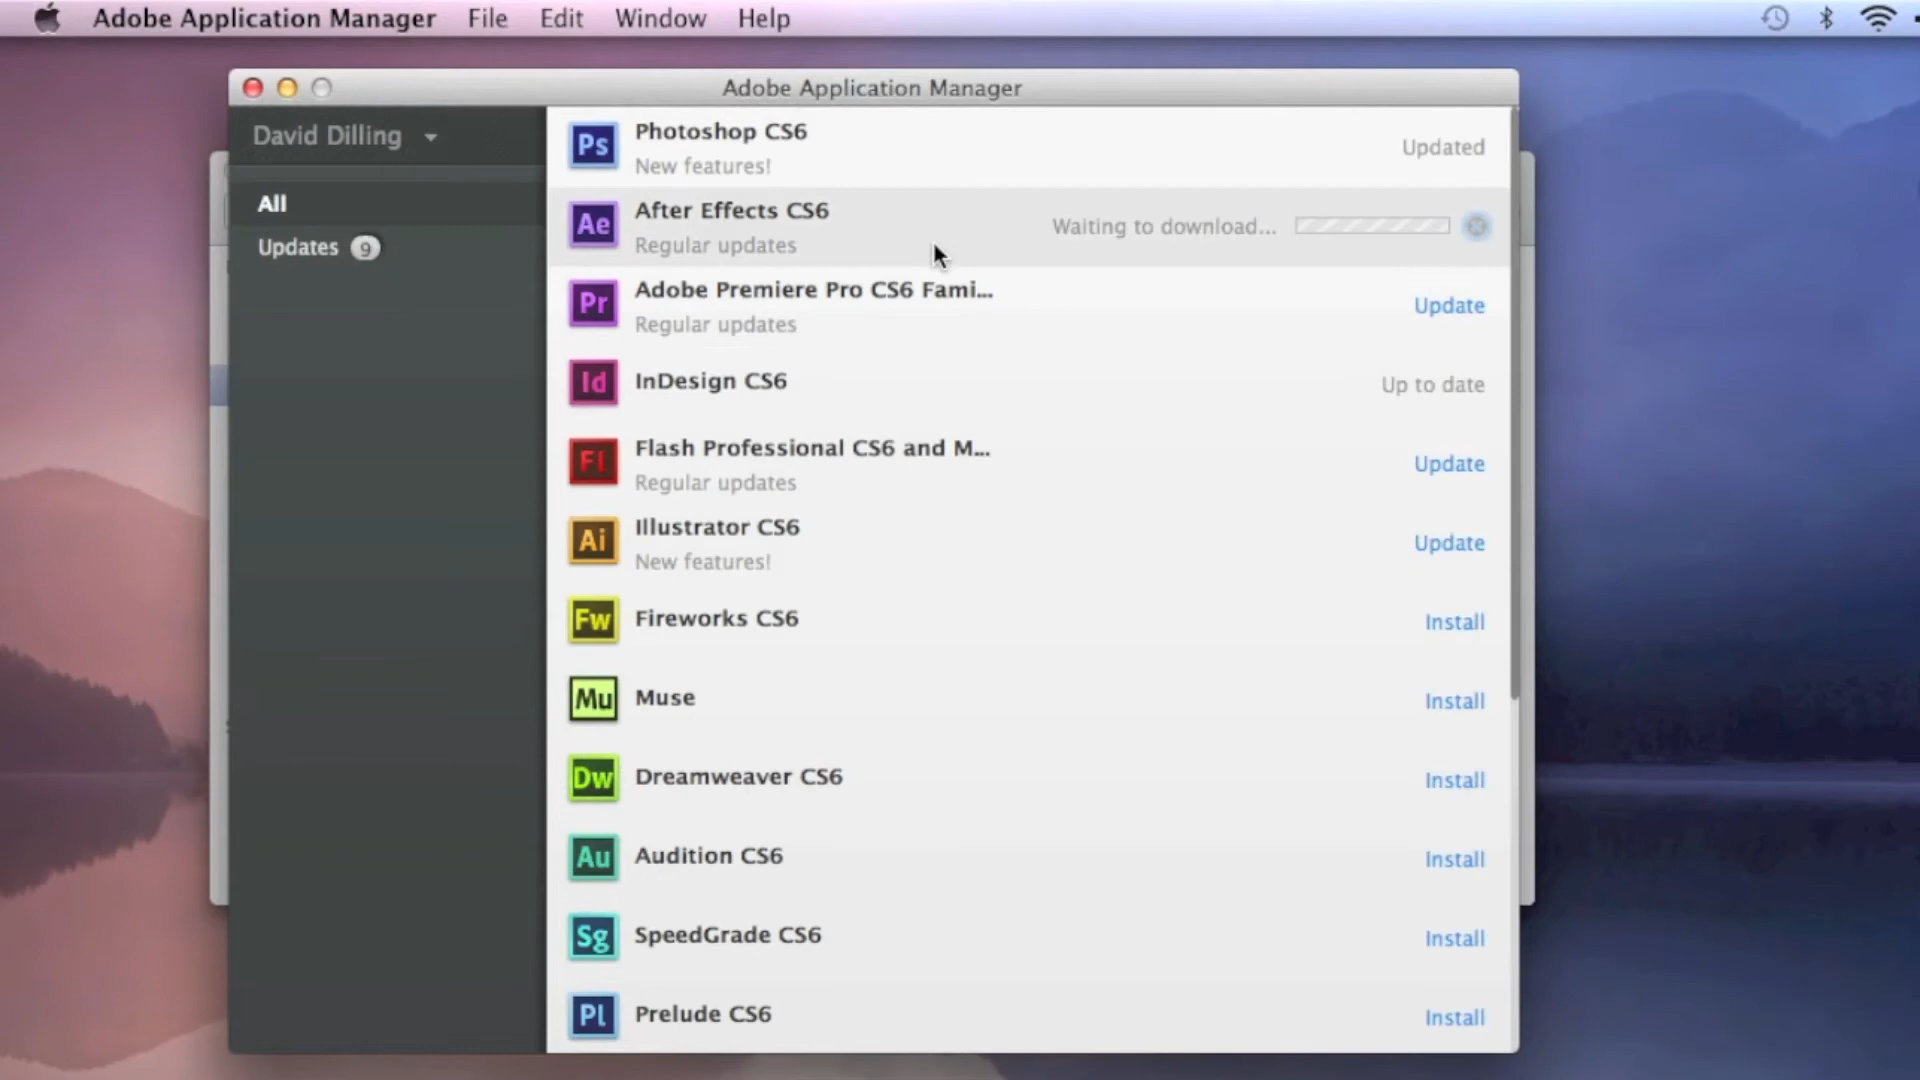 Adobe Application Manager File Edit Window Help
Adobe Application Manager
David Dilling
All
Updates 9
Ps Photoshop CS6
New features!
Updated
Ae After Effects CS6
Regular updates
Waiting to download...
Pr Adobe Premiere Pro CS6 Fami...
Regular updates
Update
Id InDesign CS6
Up to date
Fl Flash Professional CS6 and M...
Regular updates
Update
Ai Illustrator CS6
New features!
Update
Fw Fireworks CS6
Install
Mu Muse
Install
Dw Dreamweaver CS6
Install
Au Audition CS6
Install
Sg SpeedGrade CS6
Install
Pl Prelude CS6
Install